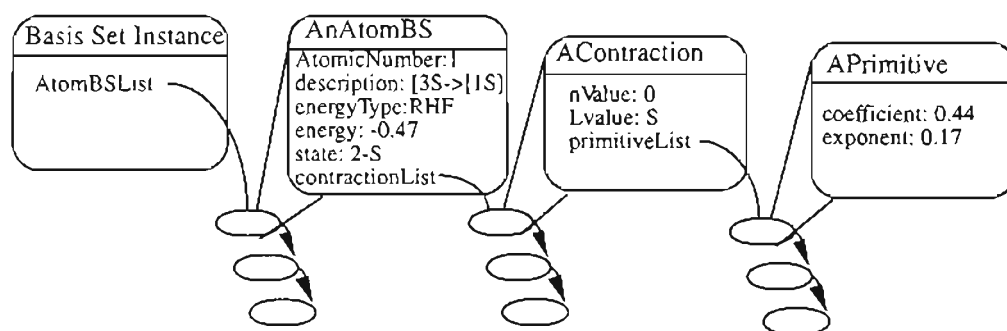 Basis Set Instance
AtomBSList
AnAtomBS
AtomicNumber:1
description: [3S->[1S]
energyType:RHF
energy: -0.47
state: 2-S
contractionList
AContraction
nValue: 0
Lvalue: S
primitiveList
APrimitive
coefficient: 0.44
exponent: 0.17